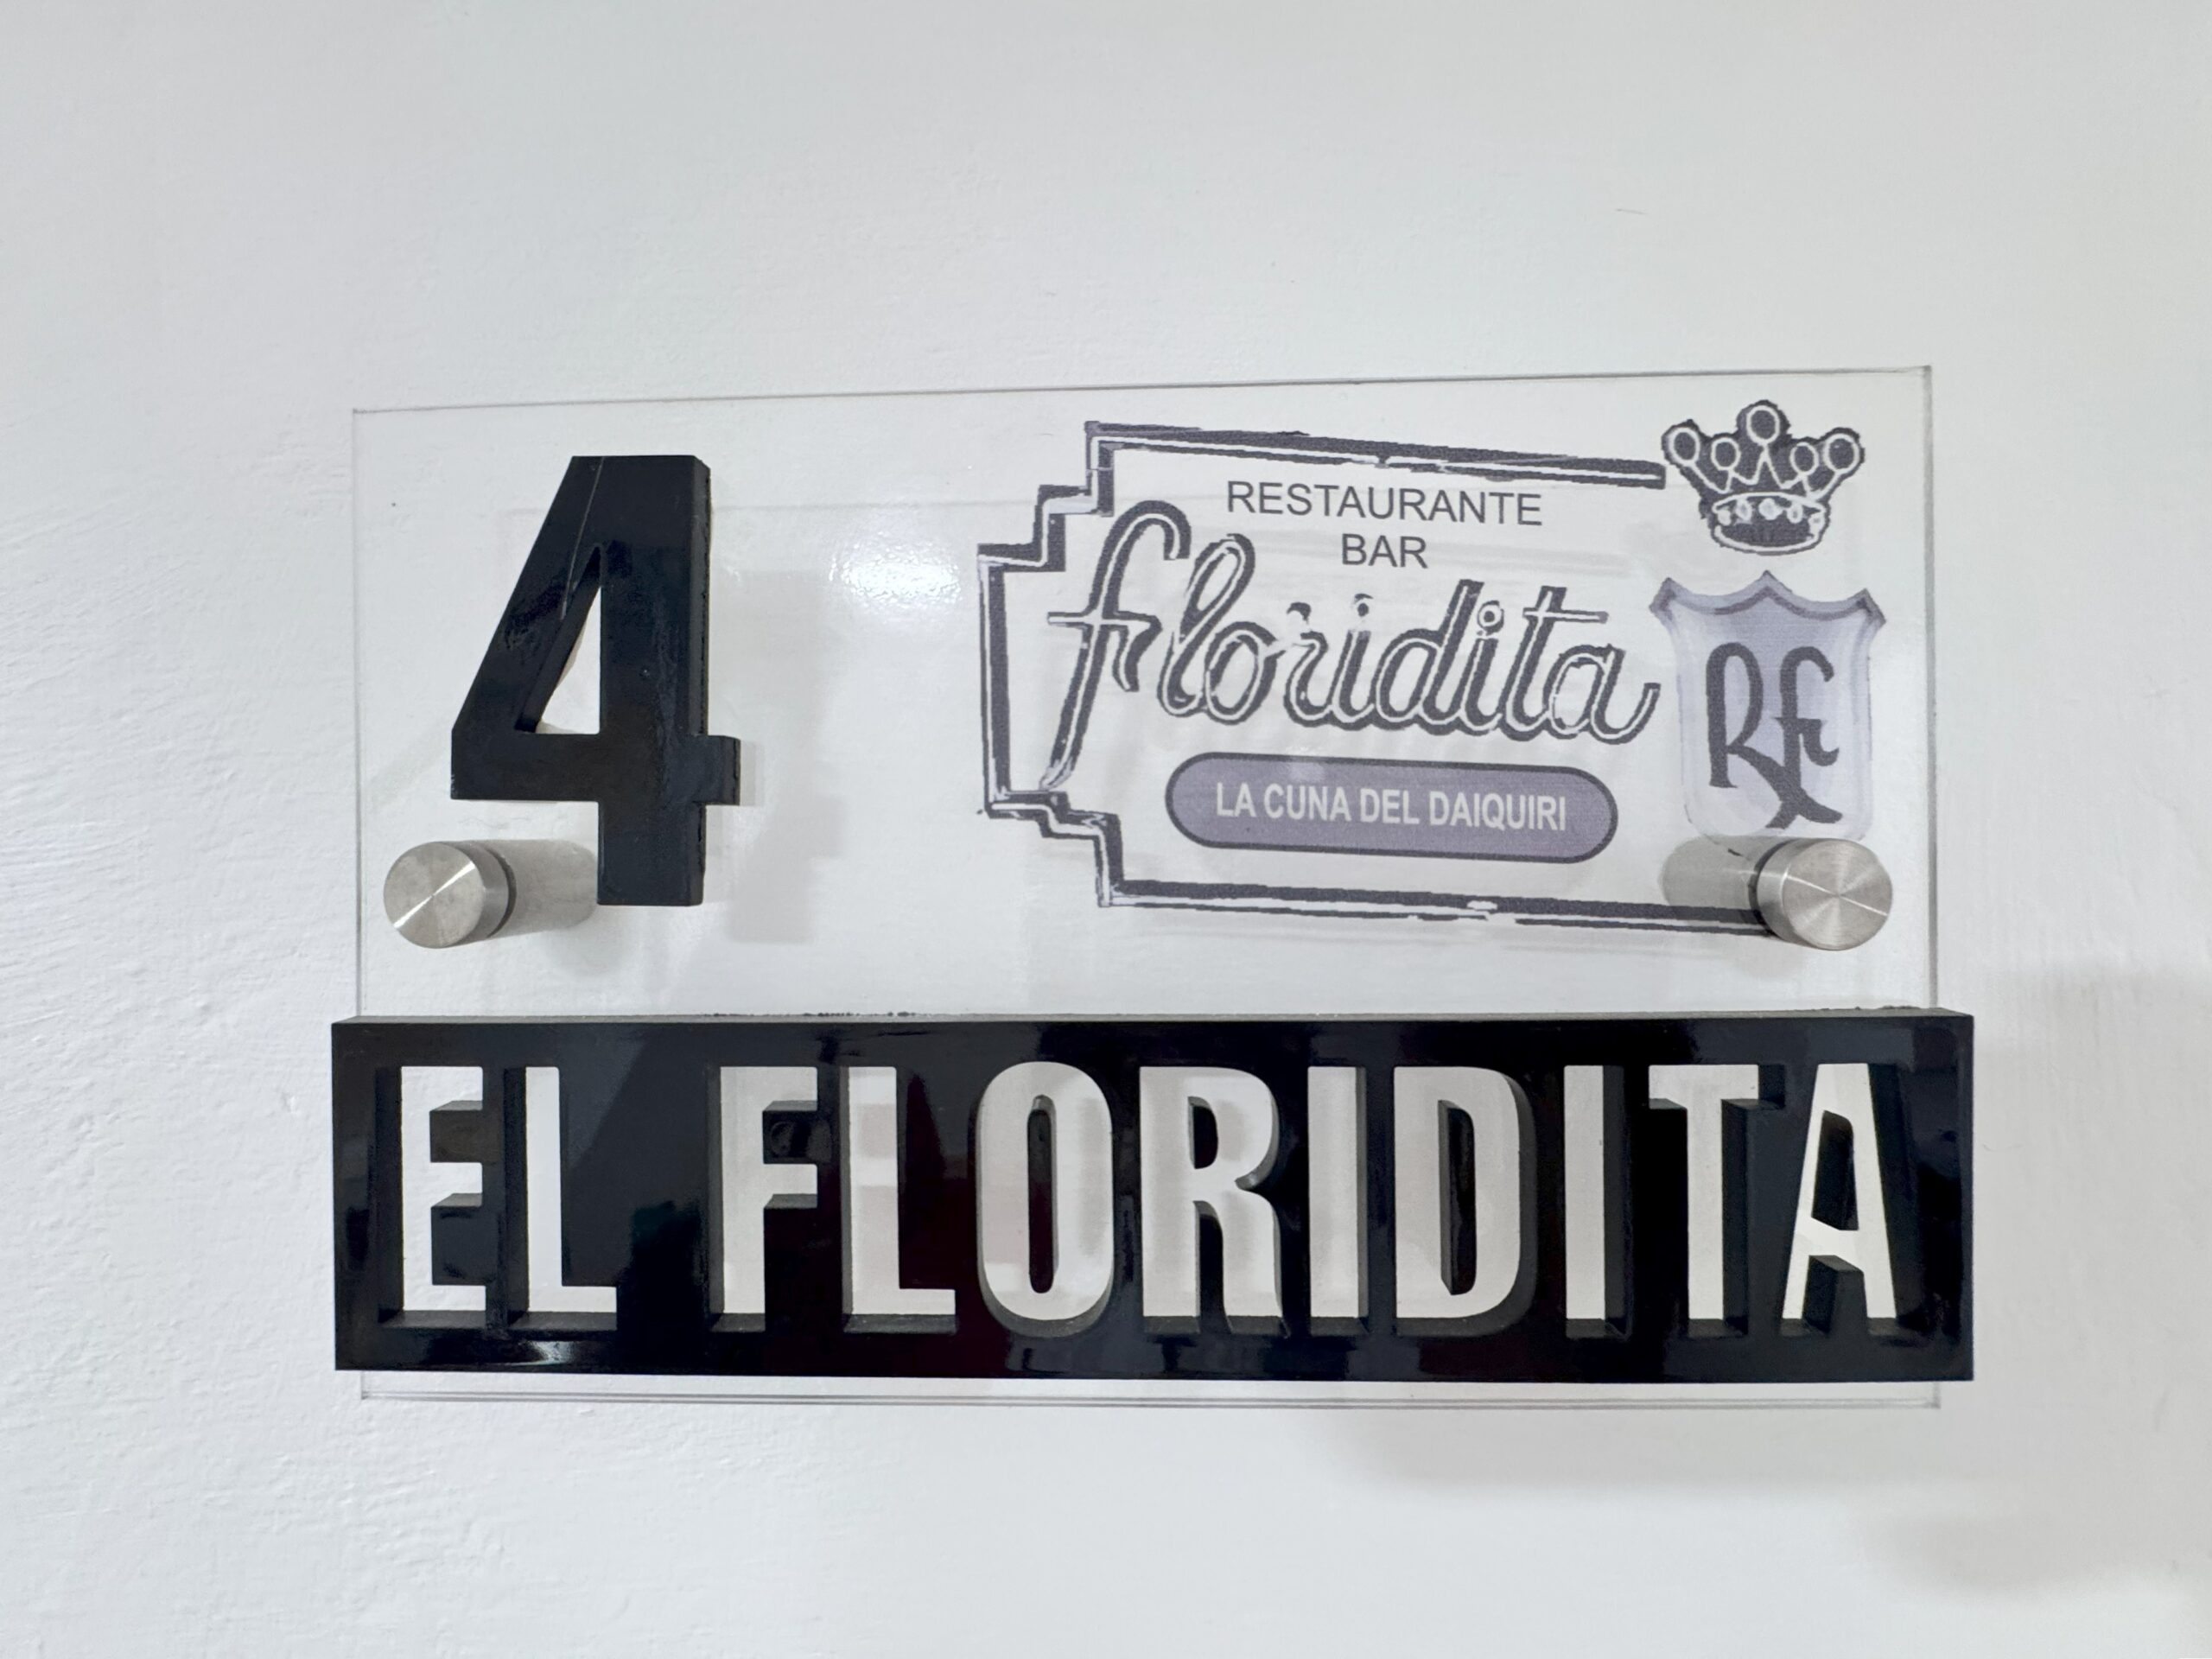 4
RESTAURANTE
BAR
floridita
LA CUNA DEL DAIQUIRI
RF
EL FLORIDITA